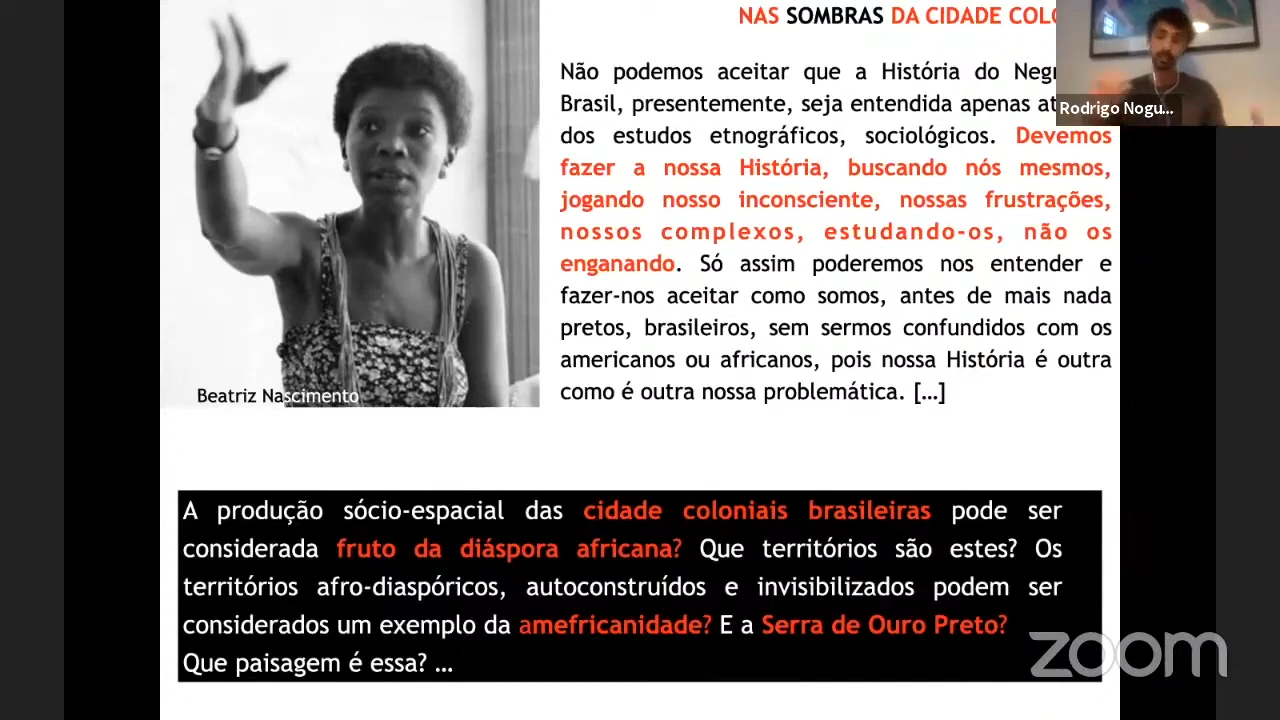 NAS SOMBRAS DA CIDADE
Não podemos aceitar que a História do
Brasil, presentemente, seja entendida apenas
dos estudos etnográficos, sociológicos. Devemos
fazer a nossa História, buscando nós mesmos,
jogando nosso inconsciente, nossas frustrações,
nossos complexos, estudando-os, não os
enganando. Só assim poderemos nos entender e
fazer-nos aceitar como somos, antes de mais nada
pretos, brasileiros, sem sermos confundidos com os
americanos ou africanos, pois nossa História é outra
como é outra nossa problemática. […]
Rodrigo Nogu...
Beatriz Nascimento
A produção sócio-espacial das cidade coloniais brasileiras pode ser
considerada fruto da diáspora africana? Que territórios são estes? Os
territórios afro-diaspóricos, autoconstruídos e invisibilizados podem ser
considerados um exemplo da amefricanidade? E a Serra de Ouro Preto?
Que paisagem é essa? ...
zoom